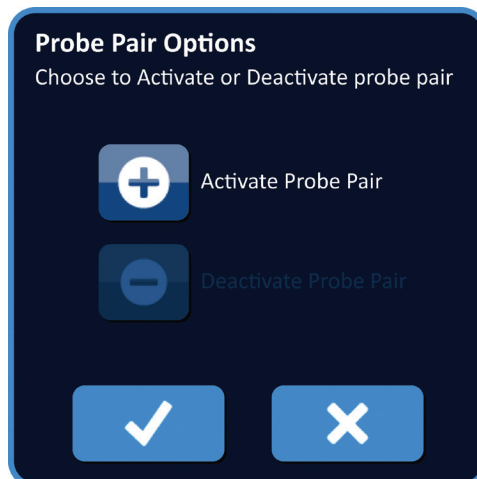 Probe Pair Options
Choose to Activate or Deactivate probe pair
Activate Probe Pair
Deactivate Probe Pair